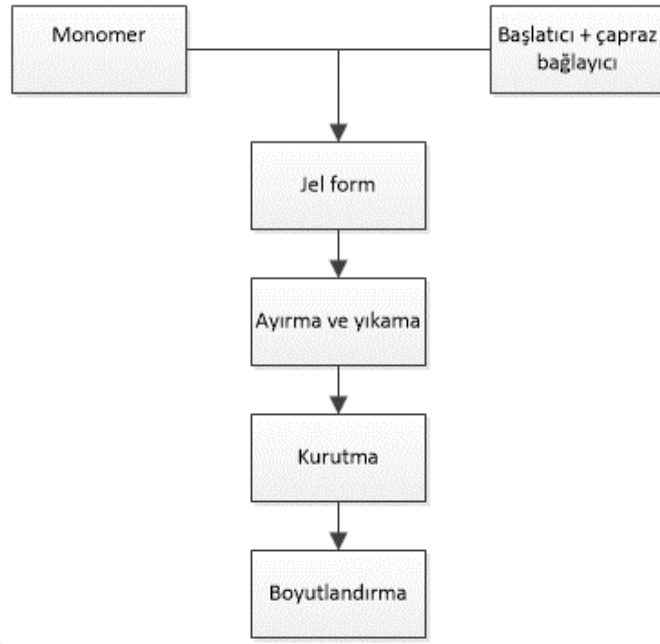 Monomer
Başlatıcı + çapraz
bağlayıcı
Jel form
Ayırma ve yıkama
Kurutma
Boyutlandırma